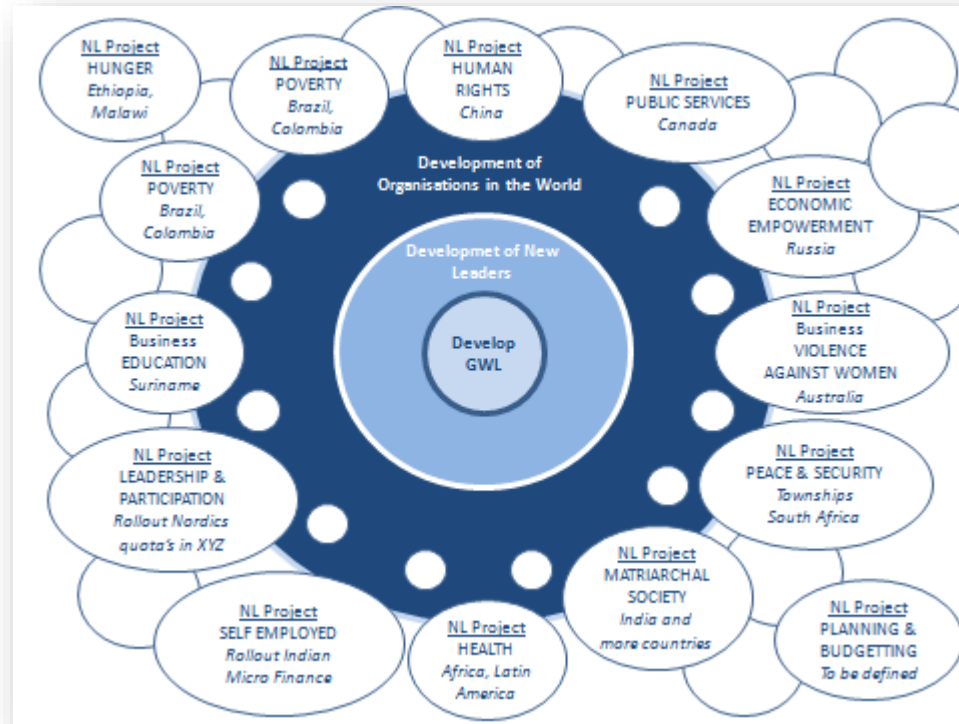 NL Project
HUNGER
Ethiopia,
Malawi
NL Project
POVERTY
Brazil,
Colombia
NL Project
HUMAN
RIGHTS
China
NL Project
PUBLIC SERVICES
Canada
Development of
Organisations in the World
NL Project
POVERTY
Brazil,
Colombia
NL Project
ECONOMIC
EMPOWERMENT
Russia
Developmet of New
Leaders
Develop
GWL
NL Project
Business
EDUCATION
Suriname
NL Project
Business
VIOLENCE
AGAINST WOMEN
Australia
NL Project
LEADERSHIP &
PARTICIPATION
Rollout Nordics
quota's in XYZ
NL Project
PEACE & SECURITY
Townships
South Africa
NL Project
SELF EMPLOYED
Rollout Indian
Micro Finance
NL Project
HEALTH
Africa, Latin
America
NL Project
MATRIARCHAL
SOCIETY
India and
more countries
NL Project
PLANNING &
BUDGETTING
To be defined